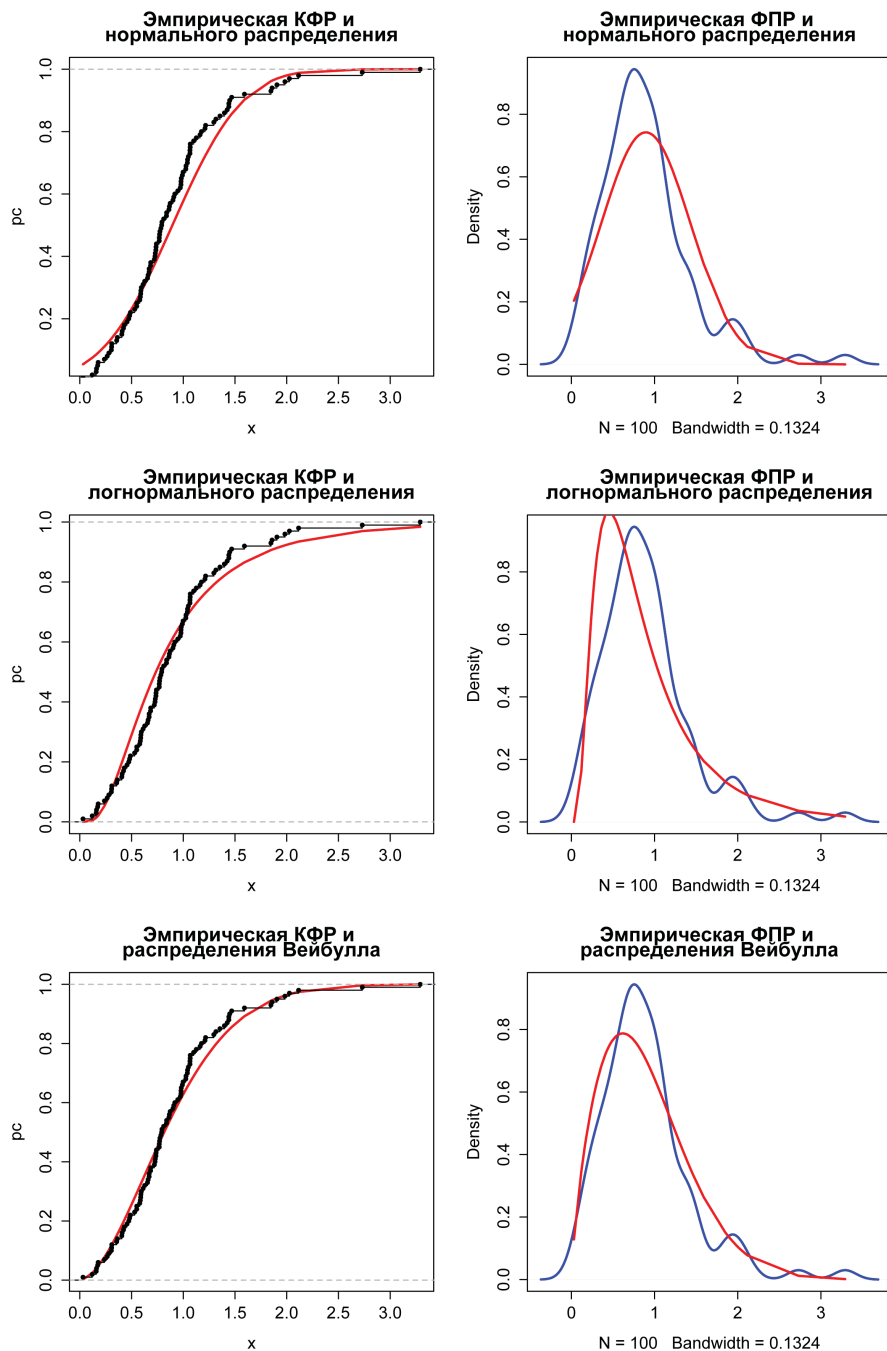 Эмпирическая КФР и
нормального распределения
1.0
0.8
0.6
0.4
0.2
pc
0.0 0.5 1.0 1.5 2.0 2.5 3.0
x
Эмпирическая ФПР и
нормального распределения
0.8
0.6
0.4
0.2
0.0
Density
0 1 2 3
N = 100 Bandwidth = 0.1324
Эмпирическая КФР и
логнормального распределения
1.0
0.8
0.6
0.4
0.2
0.0
pc
0.0 0.5 1.0 1.5 2.0 2.5 3.0
x
Эмпирическая ФПР и
логнормального распределения
0.8
0.6
0.4
0.2
0.0
Density
0 1 2 3
N = 100 Bandwidth = 0.1324
Эмпирическая КФР и
распределения Вейбулла
1.0
0.8
0.6
0.4
0.2
0.0
pc
0.0 0.5 1.0 1.5 2.0 2.5 3.0
x
Эмпирическая ФПР и
распределения Вейбулла
0.8
0.6
0.4
0.2
0.0
Density
0 1 2 3
N = 100 Bandwidth = 0.1324